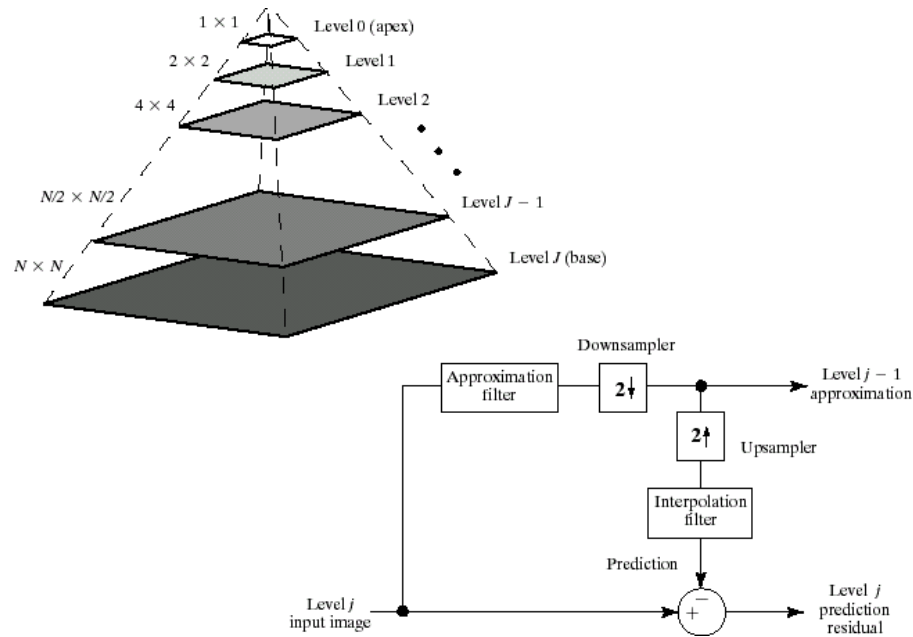 1 × 1
Level 0 (apex)
2 × 2
Level 1
4 × 4
Level 2
N/2 × N/2
Level J − 1
N × N
Level J (base)
Downsampler
Approximation
filter
2↓
Level j − 1
approximation
2↑
Upsampler
Interpolation
filter
Prediction
−
+
Level j
input image
Level j
prediction
residual